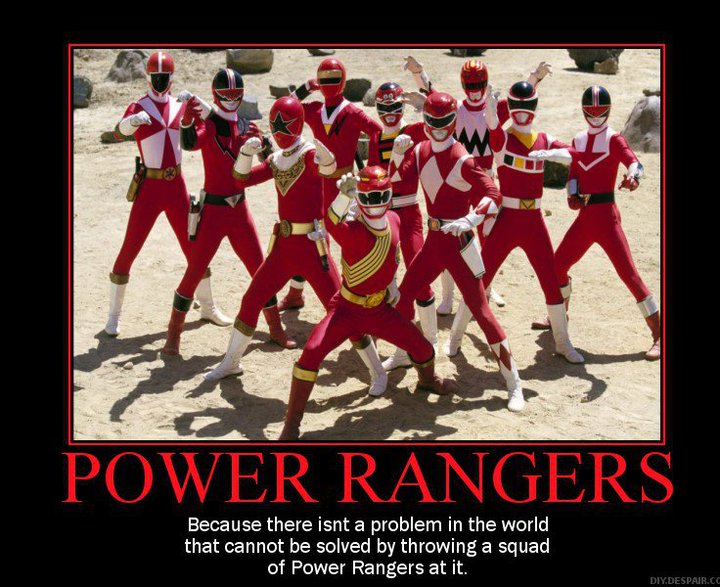 POWER RANGERS
Because there isnt a problem in the world
that cannot be solved by throwing a squad
of Power Rangers at it.
DIY.DESPAIR.CO